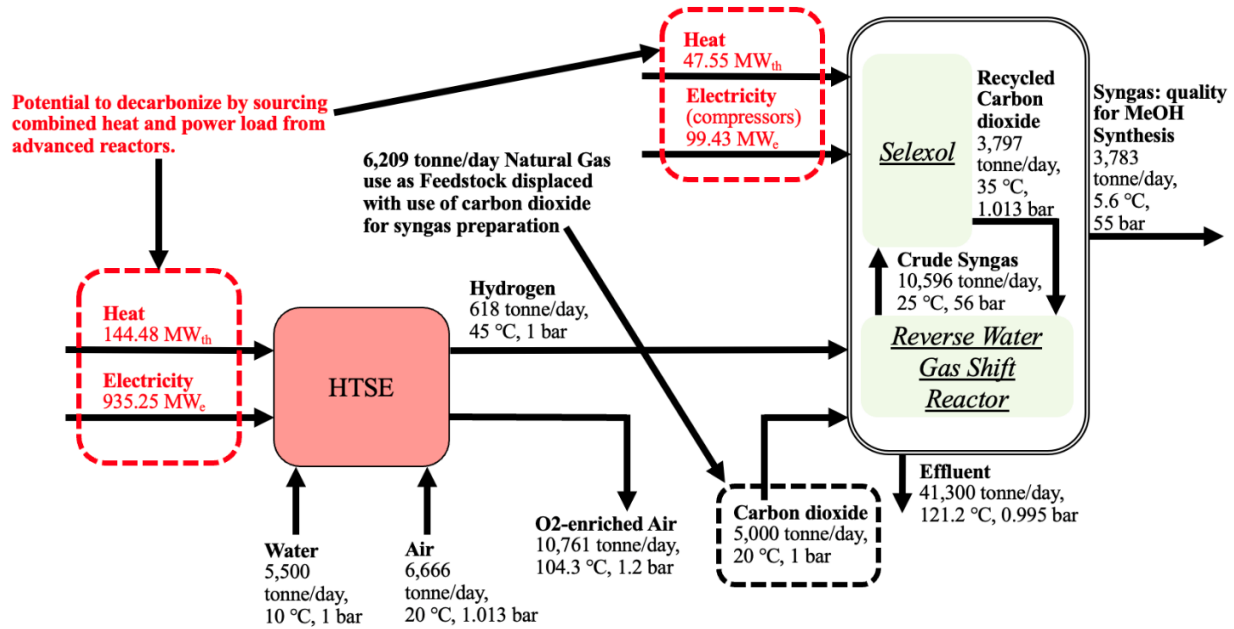 Potential to decarbonize by sourcing
combined heat and power load from
advanced reactors.
Heat
47.55 MWth
Electricity
(compressors)
99.43 MWe
6,209 tonne/day Natural Gas
use as Feedstock displaced
with use of carbon dioxide
for syngas preparation
Selexol
Recycled
Carbon
dioxide
3,797
tonne/day,
35 ℃,
1.013 bar
Syngas: quality
for MeOH
Synthesis
3,783
tonne/day,
5.6 ℃,
55 bar
Crude Syngas
10,596 tonne/day,
25 ℃, 56 bar
Reverse Water
Gas Shift
Reactor
Heat
144.48 MWth
Electricity
935.25 MWe
HTSE
Hydrogen
618 tonne/day,
45 ℃, 1 bar
Water
5,500
tonne/day,
10 ℃, 1 bar
Air
6,666
tonne/day,
20 ℃, 1.013 bar
O2-enriched Air
10,761 tonne/day,
104.3 ℃, 1.2 bar
Carbon dioxide
5,000 tonne/day,
20 ℃, 1 bar
Effluent
41,300 tonne/day,
121.2 ℃, 0.995 bar